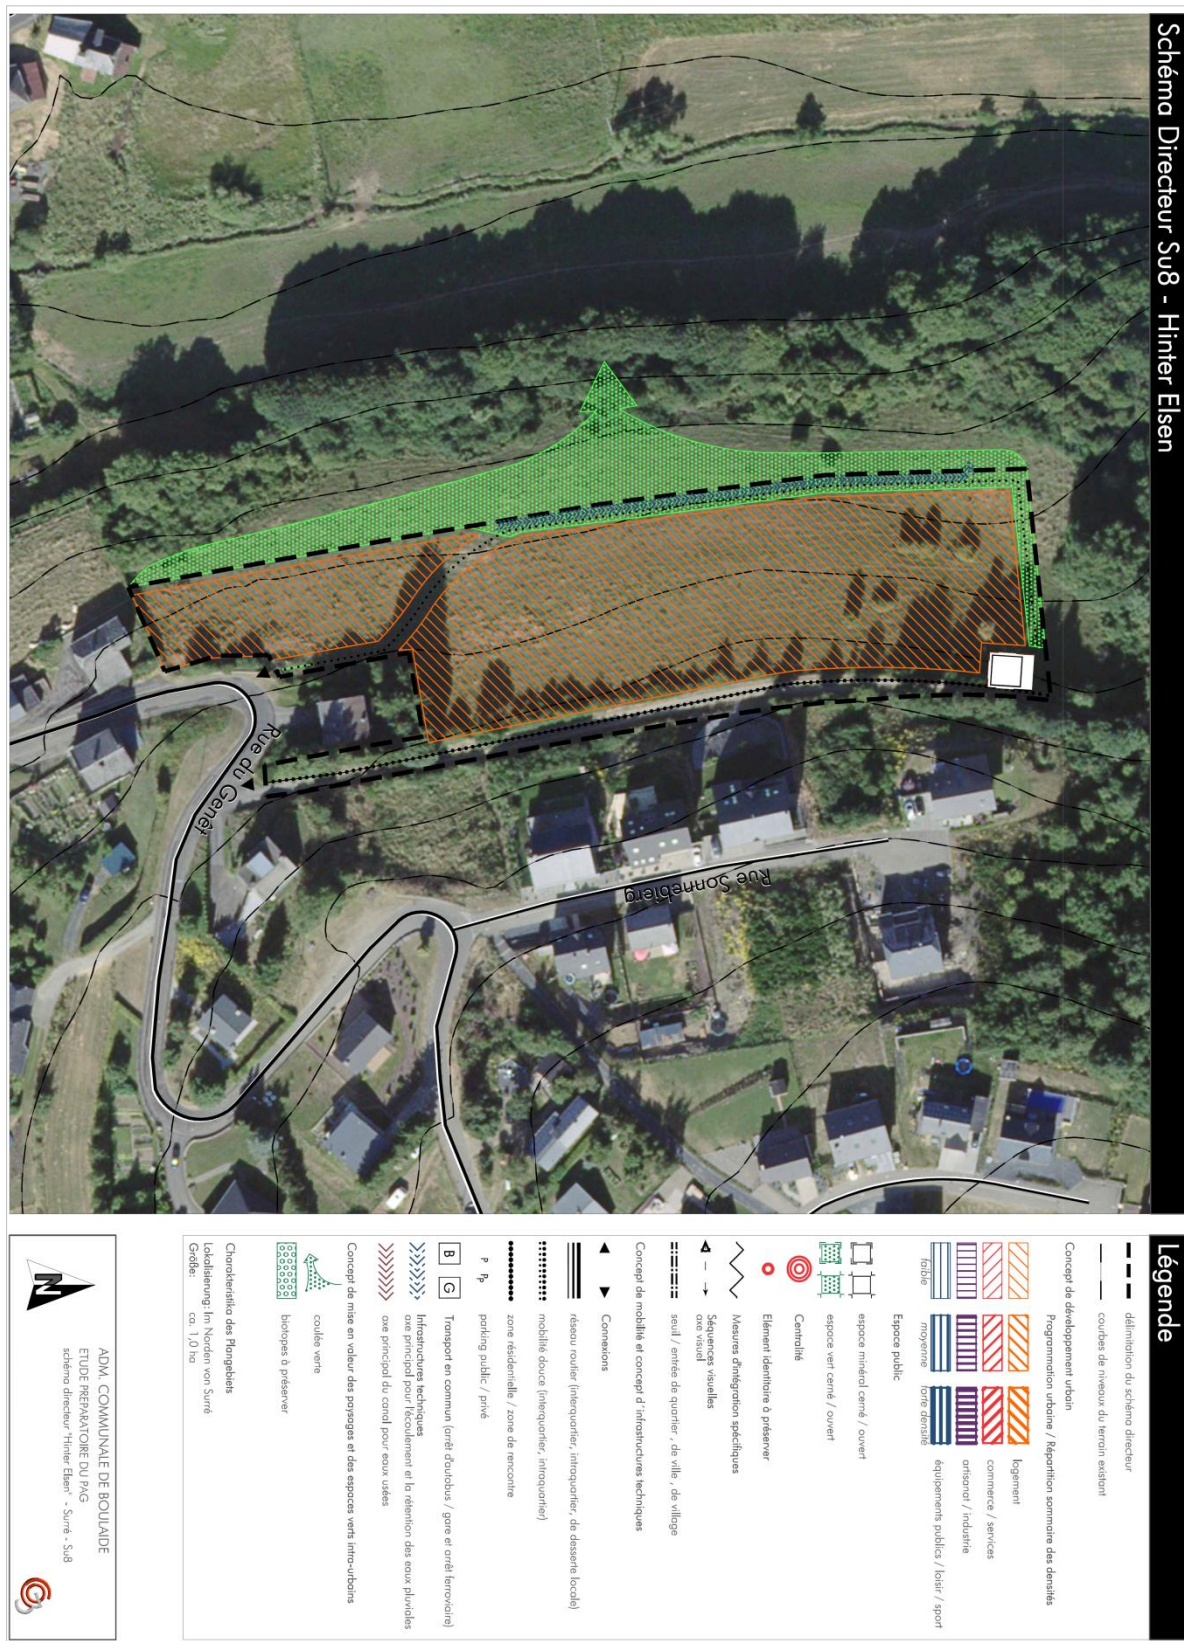 Schéma Directeur Su8 - Hinter Elsen
Rue du Genêt
Rue Sonnebierg
Légende
délimitation du schéma directeur
courbes de niveaux du terrain existant
Concept de développement urbain
Programmation urbaine / Répartition sommaire des densités
logement
commerce / services
artisanat / industrie
équipements publics / loisir / sport
faible
moyenne
forte densité
Espace public
espace minéral cerné / ouvert
espace vert cerné / ouvert
Centralité
Elément identitaire à préserver
Mesures d'intégration spécifiques
Séquences visuelles
axe visuel
seuil / entrée de quartier , de ville , de village
Concept de mobilité et concept d' infrastructures techniques
Connexions
réseau routier (interquartier, intraquartier, de desserte locale)
mobilité douce (interquartier, intraquartier)
zone résidentielle / zone de rencontre
P Pp parking public / privé
B G Transport en commun (arrêt d'autobus / gare et arrêt ferroviaire)
Infrastructures techniques
axe principal pour l'écoulement et la rétention des eaux pluviales
axe principal du canal pour eaux usées
Concept de mise en valeur des paysages et des espaces verts intra-urbains
coulée verte
biotopes à préserver
Charakteristika des Plangebiets
Lokalisierung: Im Norden von Surré
Größe: ca. 1,0 ha
N
ADM. COMMUNALE DE BOULAIDE
ETUDE PREPARATOIRE DU PAG
schéma directeur "Hinter Elsen" - Surré - Su8